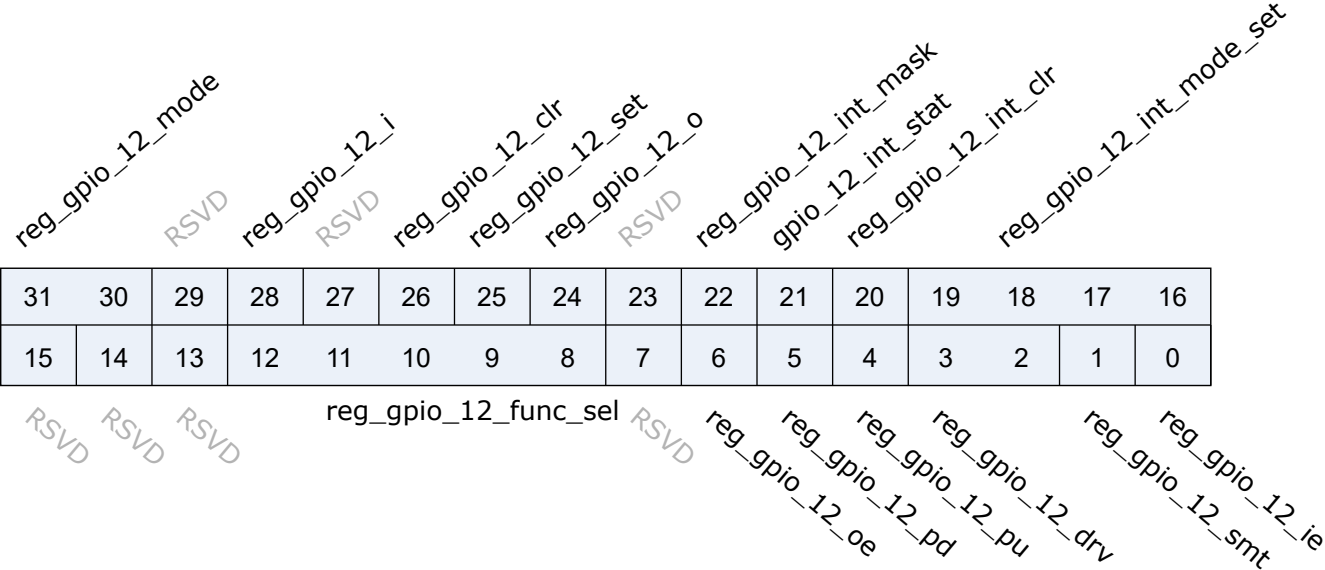 reg_gpio_12_mode
RSVD
reg_gpio_12_i
RSVD
reg_gpio_12_clr
reg_gpio_12_set
reg_gpio_12_o
RSVD
reg_gpio_12_int_mask
gpio_12_int_stat
reg_gpio_12_int_clr
reg_gpio_12_int_mode_set
31 30 29 28 27 26 25 24 23 22 21 20 19 18 17 16
15 14 13 12 11 10 9 8 7 6 5 4 3 2 1 0
RSVD
RSVD
RSVD
reg_gpio_12_func_sel
RSVD
reg_gpio_12_oe
reg_gpio_12_pd
reg_gpio_12_pu
reg_gpio_12_drv
reg_gpio_12_smt
reg_gpio_12_ie